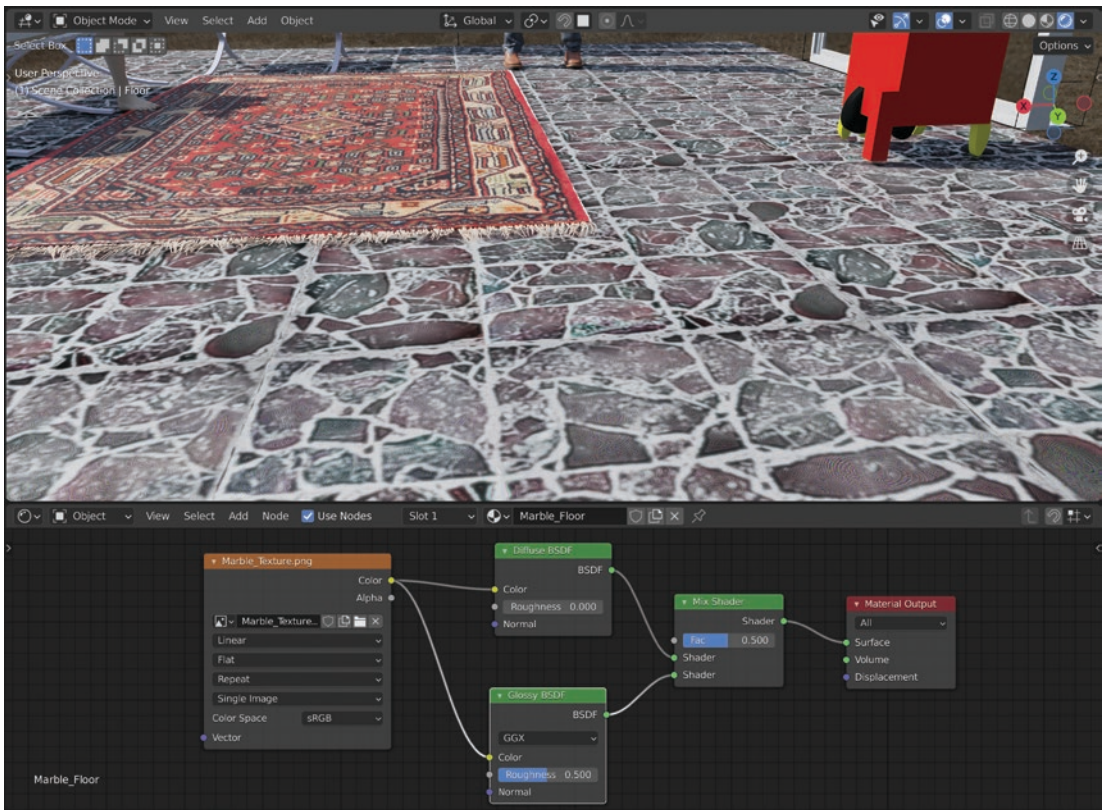 Object Mode View Select Add Object Global
Select Box Options
User Perspective
(1) Scene Collection | Floor
Z
X
Y
Object View Select Add Node Use Nodes Slot 1 Marble_Floor
Marble_Texture.png
Color
Alpha
Marble_Texture...
Linear
Flat
Repeat
Single Image
Color Space sRGB
Vector
Diffuse BSDF
BSDF
Color
Roughness 0.000
Normal
Glossy BSDF
BSDF
GGX
Color
Roughness 0.500
Normal
Mix Shader
Shader
Fac 0.500
Shader
Shader
Material Output
All
Surface
Volume
Displacement
Marble_Floor